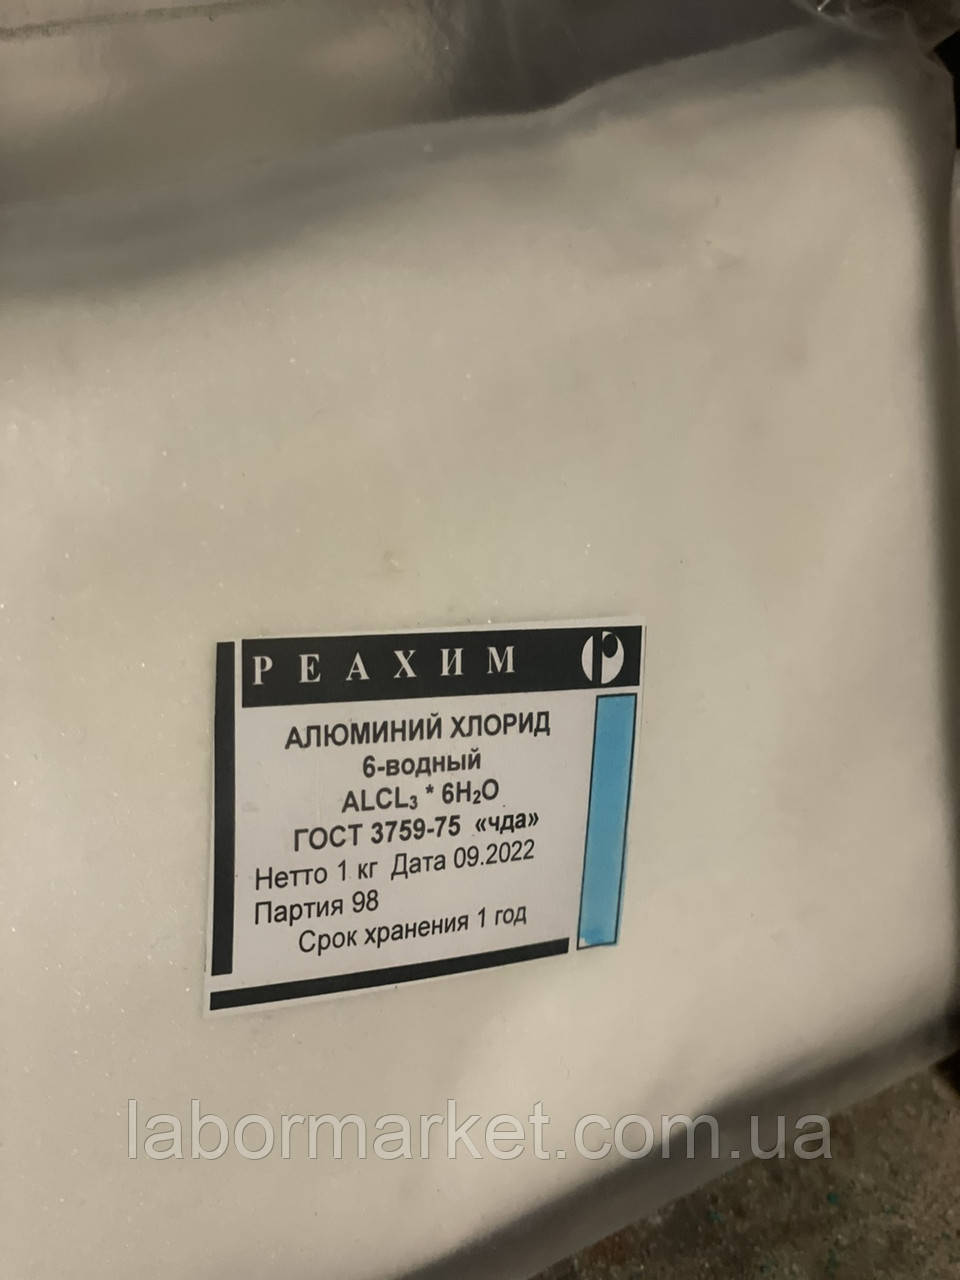 РЕАХИМ
АЛЮМИНИЙ ХЛОРИД
6-водный
ALCL₃ * 6H₂O
ГОСТ 3759-75 «чда»
Нетто 1 кг Дата 09.2022
Партия 98
Срок хранения 1 год
labormarket.com.ua